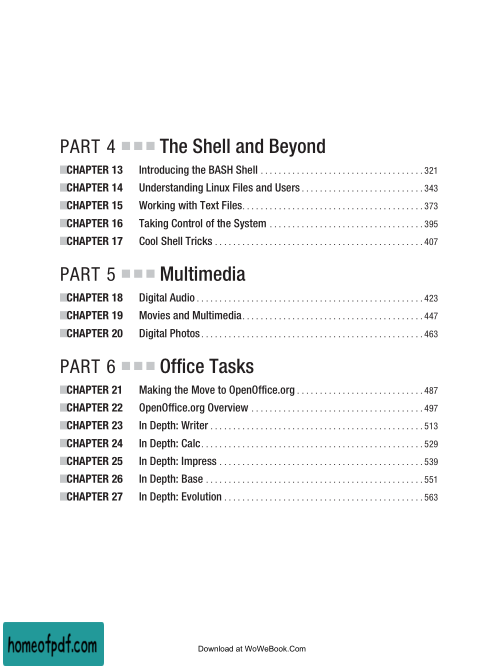 PART 4 The Shell and Beyond
CHAPTER 13 Introducing the BASH Shell . . . . . . . . . . . . . . . . . . . . . . . . . . . . . . . . . . . . 321
CHAPTER 14 Understanding Linux Files and Users . . . . . . . . . . . . . . . . . . . . . . . . . . . 343
CHAPTER 15 Working with Text Files. . . . . . . . . . . . . . . . . . . . . . . . . . . . . . . . . . . . . . . . 373
CHAPTER 16 Taking Control of the System . . . . . . . . . . . . . . . . . . . . . . . . . . . . . . . . . . 395
CHAPTER 17 Cool Shell Tricks . . . . . . . . . . . . . . . . . . . . . . . . . . . . . . . . . . . . . . . . . . . . . . 407
PART 5 Multimedia
CHAPTER 18 Digital Audio . . . . . . . . . . . . . . . . . . . . . . . . . . . . . . . . . . . . . . . . . . . . . . . . . . 423
CHAPTER 19 Movies and Multimedia. . . . . . . . . . . . . . . . . . . . . . . . . . . . . . . . . . . . . . . . 447
CHAPTER 20 Digital Photos. . . . . . . . . . . . . . . . . . . . . . . . . . . . . . . . . . . . . . . . . . . . . . . . . 463
PART 6 Office Tasks
CHAPTER 21 Making the Move to OpenOffice.org . . . . . . . . . . . . . . . . . . . . . . . . . . . . 487
CHAPTER 22 OpenOffice.org Overview . . . . . . . . . . . . . . . . . . . . . . . . . . . . . . . . . . . . . . 497
CHAPTER 23 In Depth: Writer . . . . . . . . . . . . . . . . . . . . . . . . . . . . . . . . . . . . . . . . . . . . . . . 513
CHAPTER 24 In Depth: Calc. . . . . . . . . . . . . . . . . . . . . . . . . . . . . . . . . . . . . . . . . . . . . . . . . 529
CHAPTER 25 In Depth: Impress . . . . . . . . . . . . . . . . . . . . . . . . . . . . . . . . . . . . . . . . . . . . . 539
CHAPTER 26 In Depth: Base . . . . . . . . . . . . . . . . . . . . . . . . . . . . . . . . . . . . . . . . . . . . . . . . 551
CHAPTER 27 In Depth: Evolution . . . . . . . . . . . . . . . . . . . . . . . . . . . . . . . . . . . . . . . . . . . . 563
homeofpdf.com
Download at WoWeBook.Com